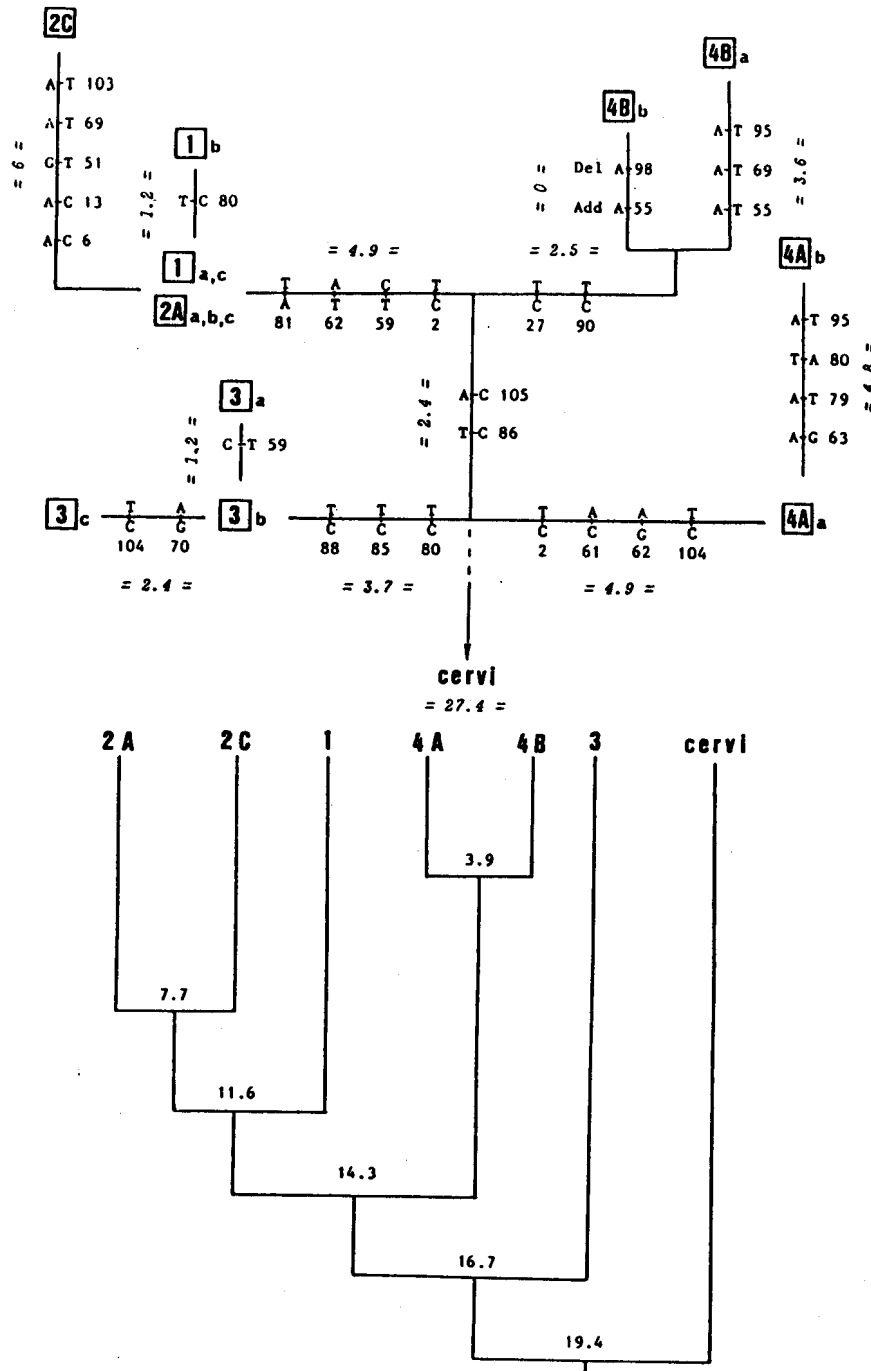 2C
4B a
A T 103
4B b
A T 69
A T 95
1 b
G T 51
Del A 98
A T 69
= 6 =
= 1.2 =
= 0 =
= 3.6 =
T C 80
A C 13
Add A 55
A T 55
A C 6
= 4.9 =
= 2.5 =
4A b
1 a,c
T A C T T T
2A a,b,c
A T T C C C
81 62 59 2 27 90
A T 95
T A 80
= 4.8 =
3 a
A C 105
A T 79
= 1.2 =
= 2.4 =
C T 59
T C 86
A G 63
3 c
T A
3 b
T T T
T A A T
4A a
C G
C C C
C C G C
104 70
88 85 80
2 61 62 104
= 2.4 =
= 3.7 =
= 4.9 =
cervi
= 27.4 =
2A 2C 1 4A 4B 3 cervi
3.9
7.7
11.6
14.3
16.7
19.4